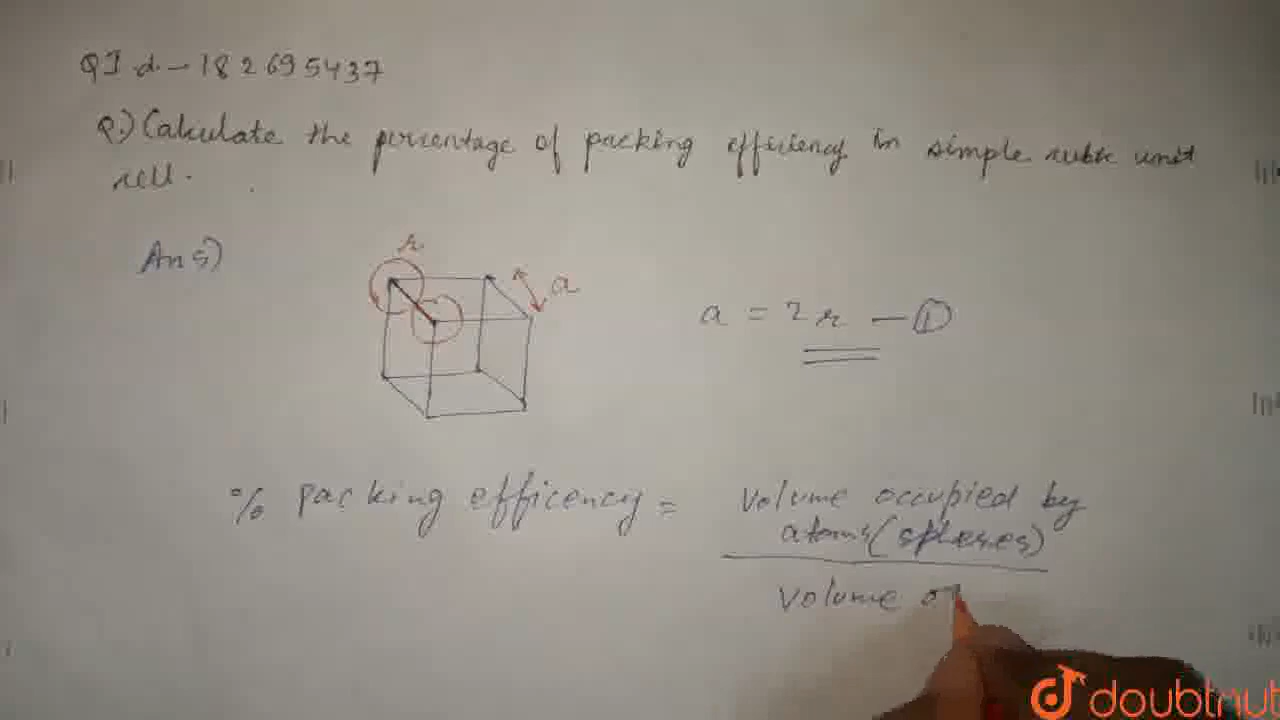 QId - 182695437
Q.) Calculate the percentage of packing efficiency in simple cubic unit
cell.
Ans)
r
a
a = 2r - ①
% packing efficency =
volume occupied by
atoms (spheres)
volume of
doubtnut